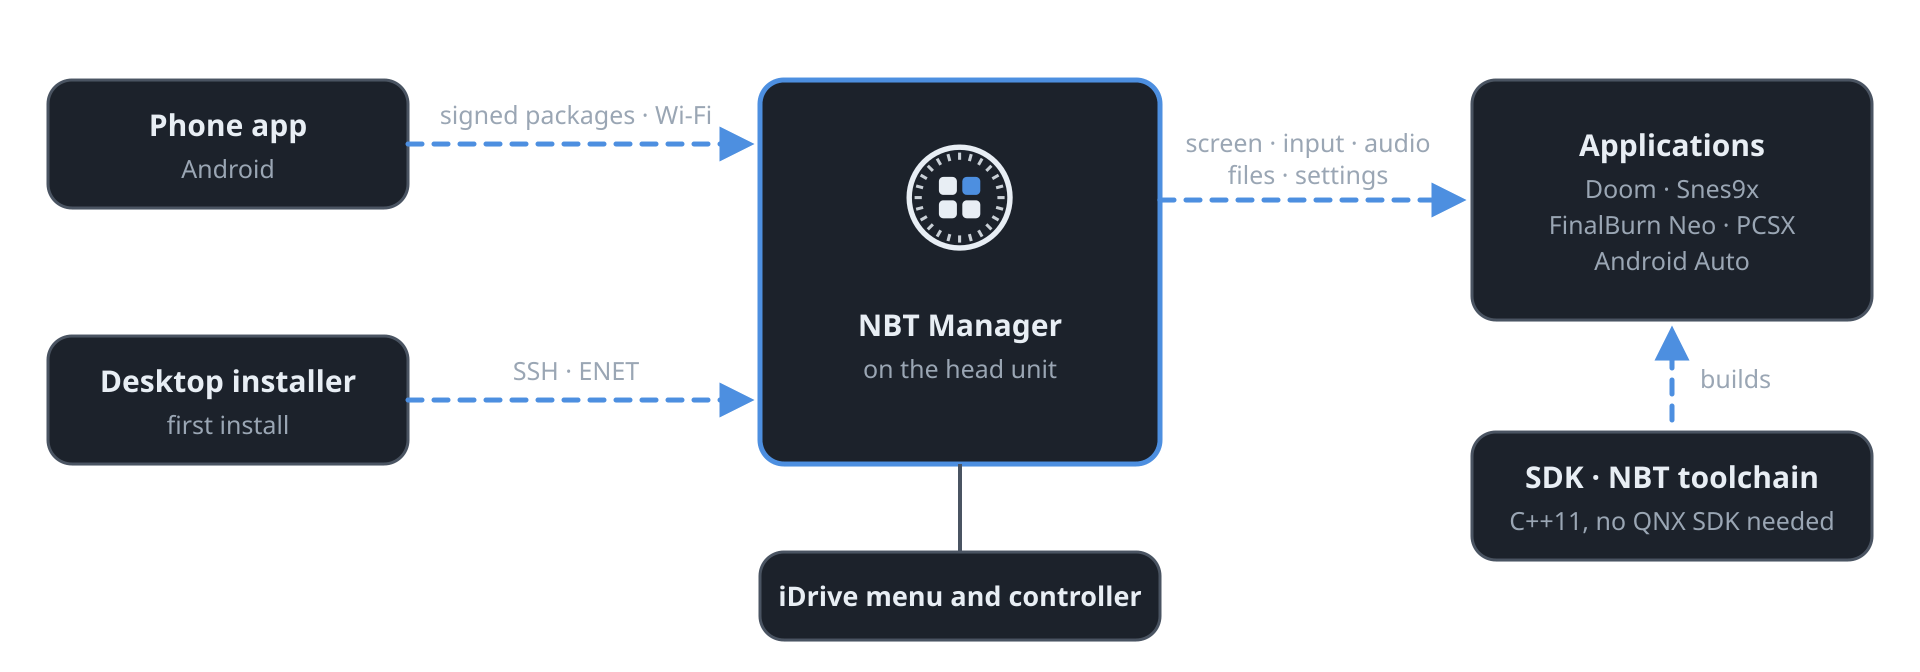 Phone app
Android
signed packages · Wi-Fi
Desktop installer
first install
SSH · ENET
NBT Manager
on the head unit
iDrive menu and controller
screen · input · audio
files · settings
Applications
Doom · Snes9x
FinalBurn Neo · PCSX
Android Auto
builds
SDK · NBT toolchain
C++11, no QNX SDK needed